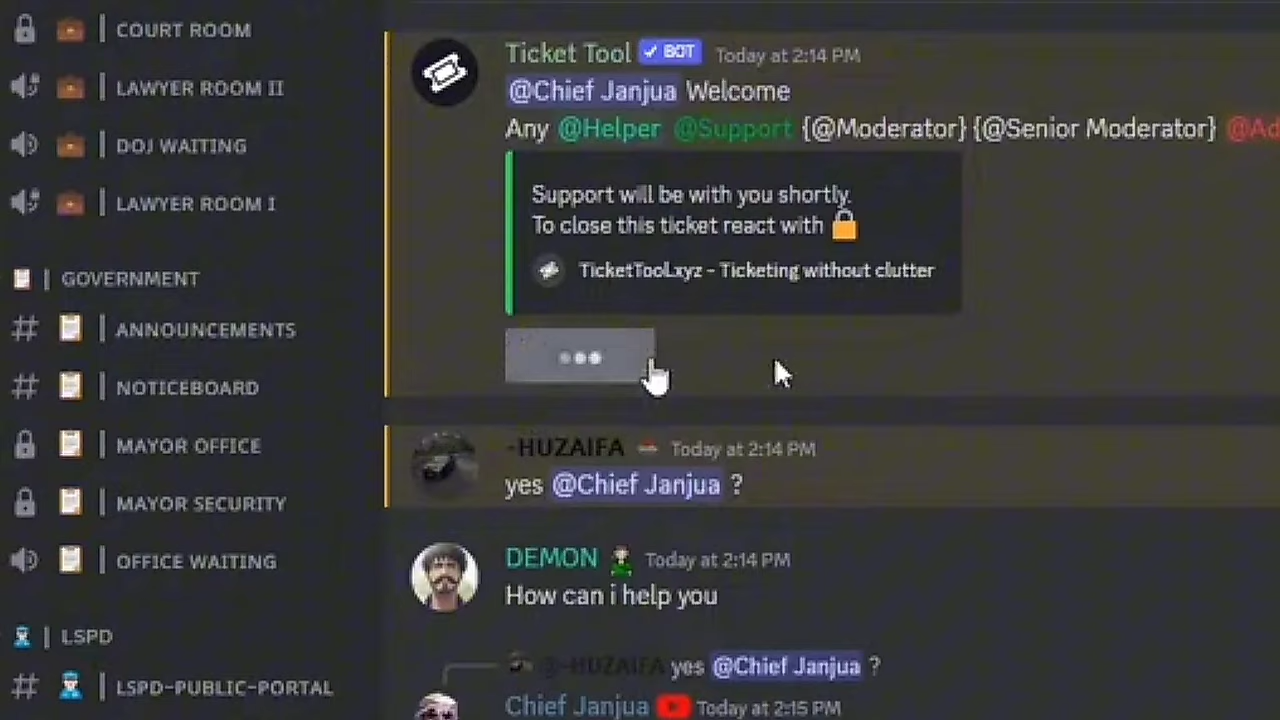 COURT ROOM
LAWYER ROOM II
DOJ WAITING
LAWYER ROOM I
GOVERNMENT
ANNOUNCEMENTS
NOTICEBOARD
MAYOR OFFICE
MAYOR SECURITY
OFFICE WAITING
LSPD
LSPD-PUBLIC-PORTAL
Ticket Tool ✓ BOT Today at 2:14 PM
@Chief Janjua Welcome
Any @Helper @Support {@Moderator} {@Senior Moderator} @Ad
Support will be with you shortly.
To close this ticket react with 🔒
TicketTool.xyz - Ticketing without clutter
-HUZAIFA Today at 2:14 PM
yes @Chief Janjua ?
DEMON Today at 2:14 PM
How can i help you
@-HUZAIFA yes @Chief Janjua ?
Chief Janjua Today at 2:15 PM